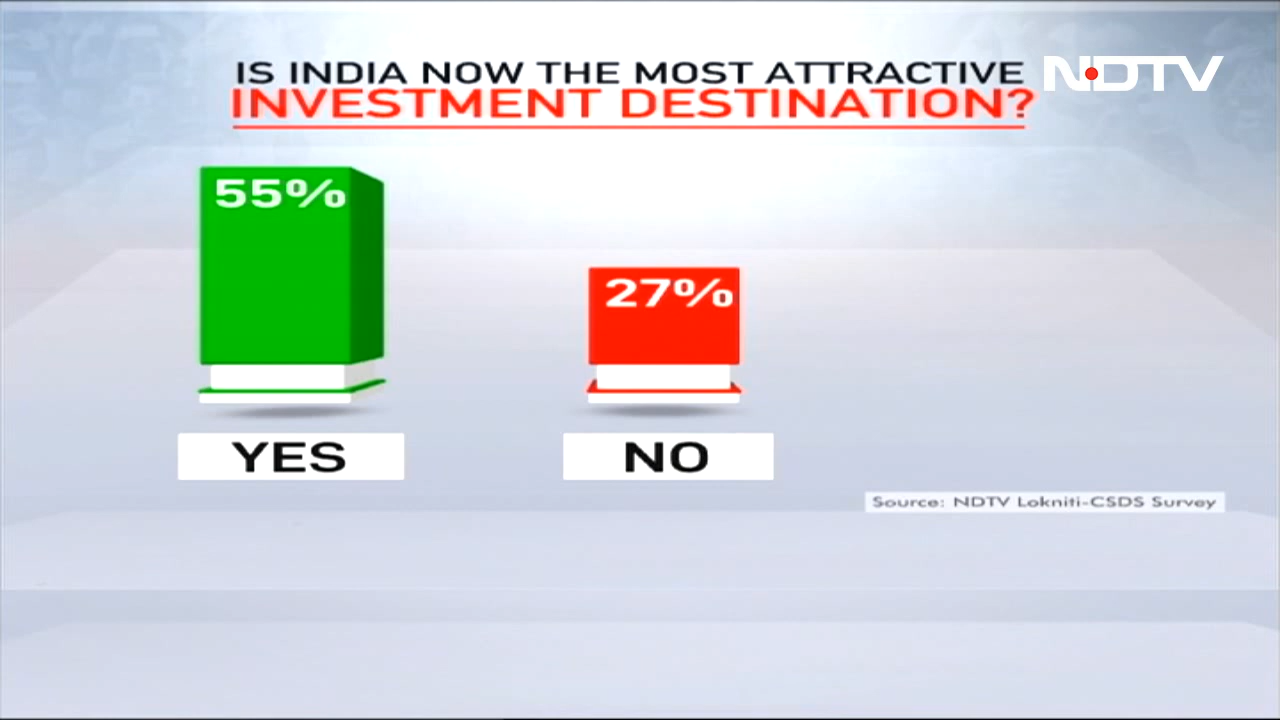 IS INDIA NOW THE MOST ATTRACTIVE
NDTV
INVESTMENT DESTINATION?
55%
27%
YES
NO
Source: NDTV Lokniti-CSDS Survey